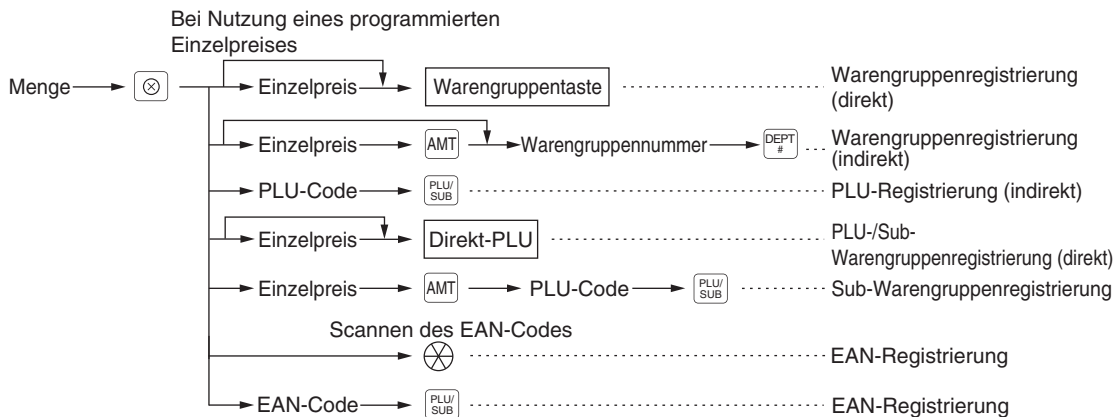 Bei Nutzung eines programmierten
Einzelpreises
Menge ⊗ Einzelpreis Warengruppentaste Warengruppenregistrierung
(direkt)
Einzelpreis AMT Warengruppennummer DEPT # Warengruppenregistrierung
(indirekt)
PLU-Code PLU/SUB PLU-Registrierung (indirekt)
Einzelpreis Direkt-PLU PLU-/Sub-
Warengruppenregistrierung (direkt)
Einzelpreis AMT PLU-Code PLU/SUB Sub-Warengruppenregistrierung
Scannen des EAN-Codes
EAN-Registrierung
EAN-Code PLU/SUB EAN-Registrierung